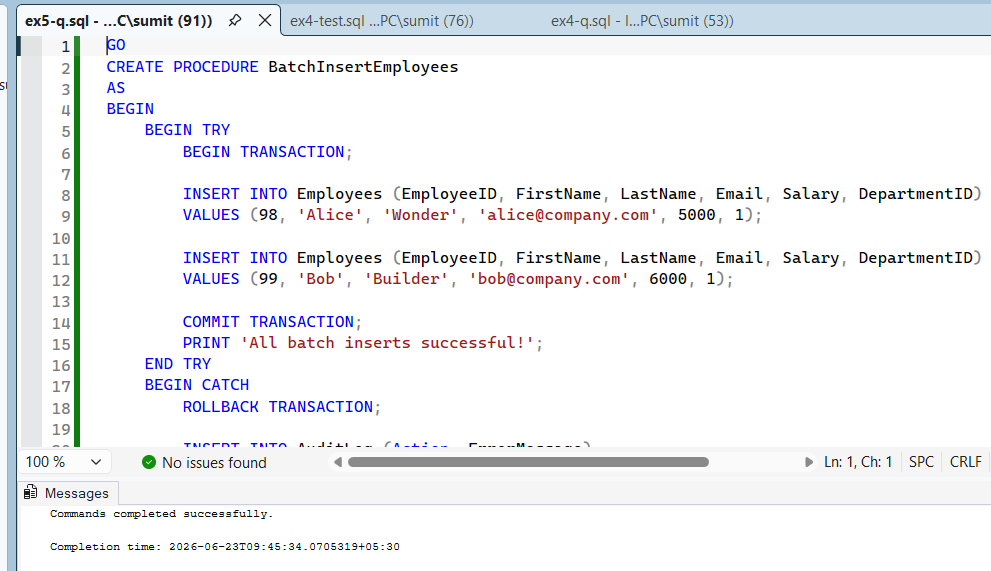 ex5-q.sql - ...C\sumit (91)) ex4-test.sql ...PC\sumit (76)) ex4-q.sql - l...PC\sumit (53))
1 GO
2 CREATE PROCEDURE BatchInsertEmployees
3 AS
4 BEGIN
5 BEGIN TRY
6 BEGIN TRANSACTION;
7
8 INSERT INTO Employees (EmployeeID, FirstName, LastName, Email, Salary, DepartmentID)
9 VALUES (98, 'Alice', 'Wonder', 'alice@company.com', 5000, 1);
10
11 INSERT INTO Employees (EmployeeID, FirstName, LastName, Email, Salary, DepartmentID)
12 VALUES (99, 'Bob', 'Builder', 'bob@company.com', 6000, 1);
13
14 COMMIT TRANSACTION;
15 PRINT 'All batch inserts successful!';
16 END TRY
17 BEGIN CATCH
18 ROLLBACK TRANSACTION;
19
INSERT INTO AuditLog (Action, ErrorMessage)
100 % No issues found Ln: 1, Ch: 1 SPC CRLF
Messages
Commands completed successfully.
Completion time: 2026-06-23T09:45:34.0705319+05:30